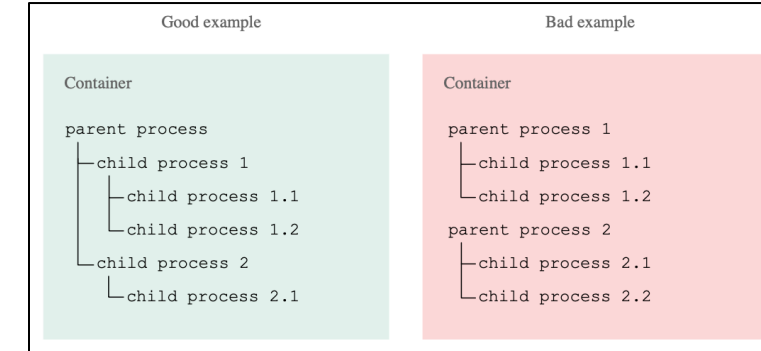 Good example
Container
parent process
child process 1
child process 1.1
child process 1.2
child process 2
child process 2.1
Bad example
Container
parent process 1
child process 1.1
child process 1.2
parent process 2
child process 2.1
child process 2.2